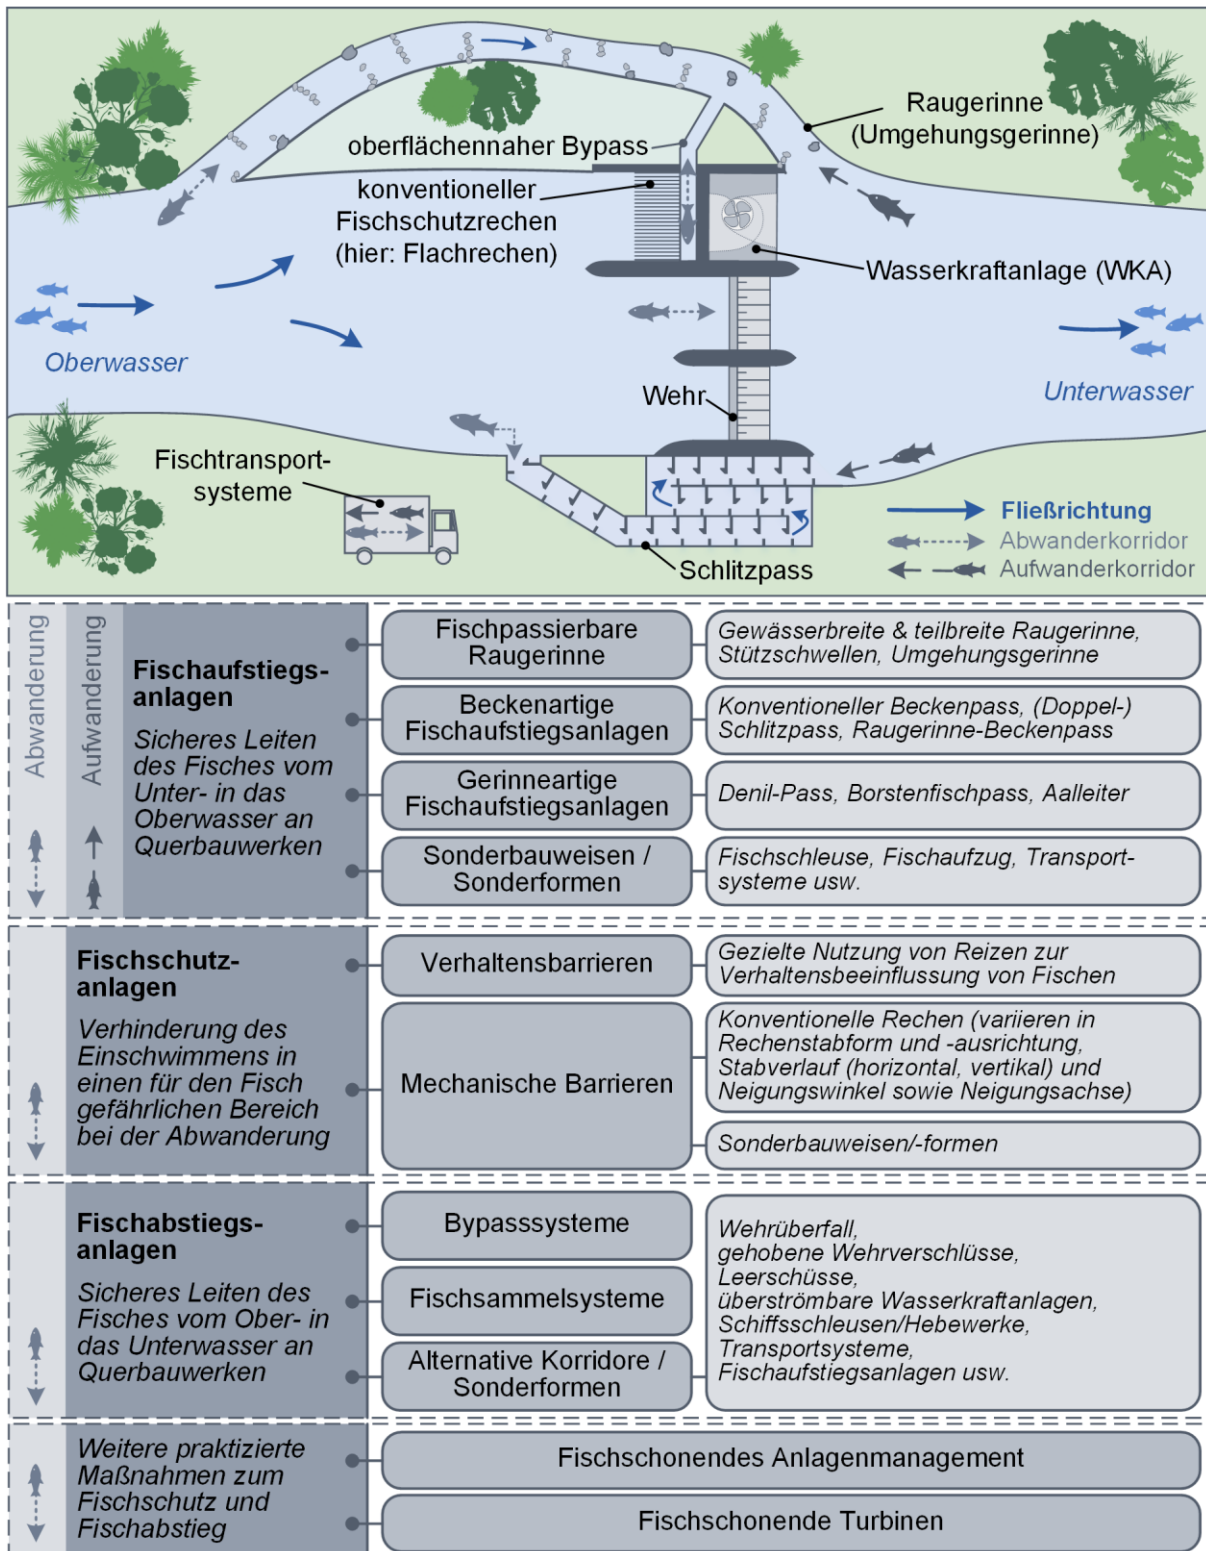 Raugerinne
(Umgehungsgerinne)
oberflächennaher Bypass
konventioneller
Fischschutzrechen
(hier: Flachrechen)
Wasserkraftanlage (WKA)
Oberwasser
Unterwasser
Wehr
Fischtransport-
systeme
Schlitzpass
Fließrichtung
Abwanderkorridor
Aufwanderkorridor
Abwanderung
Aufwanderung
Fischaufstiegs-
anlagen
Sicheres Leiten
des Fisches vom
Unter- in das
Oberwasser an
Querbauwerken
Fischpassierbare
Raugerinne
Gewässerbreite & teilbreite Raugerinne,
Stützschwellen, Umgehungsgerinne
Beckenartige
Fischaufstiegsanlagen
Konventioneller Beckenpass, (Doppel-)
Schlitzpass, Raugerinne-Beckenpass
Gerinneartige
Fischaufstiegsanlagen
Denil-Pass, Borstenfischpass, Aalleiter
Sonderbauweisen /
Sonderformen
Fischschleuse, Fischaufzug, Transport-
systeme usw.
Fischschutz-
anlagen
Verhinderung des
Einschwimmens in
einen für den Fisch
gefährlichen Bereich
bei der Abwanderung
Verhaltensbarrieren
Gezielte Nutzung von Reizen zur
Verhaltensbeeinflussung von Fischen
Mechanische Barrieren
Konventionelle Rechen (variieren in
Rechenstabform und -ausrichtung,
Stabverlauf (horizontal, vertikal) und
Neigungswinkel sowie Neigungsachse)
Sonderbauweisen/-formen
Fischabstiegs-
anlagen
Sicheres Leiten des
Fisches vom Ober- in
das Unterwasser an
Querbauwerken
Bypasssysteme
Fischsammelsysteme
Alternative Korridore /
Sonderformen
Wehrüberfall,
gehobene Wehrverschlüsse,
Leerschüsse,
überströmbare Wasserkraftanlagen,
Schiffsschleusen/Hebewerke,
Transportsysteme,
Fischaufstiegsanlagen usw.
Weitere praktizierte
Maßnahmen zum
Fischschutz und
Fischabstieg
Fischschonendes Anlagenmanagement
Fischschonende Turbinen